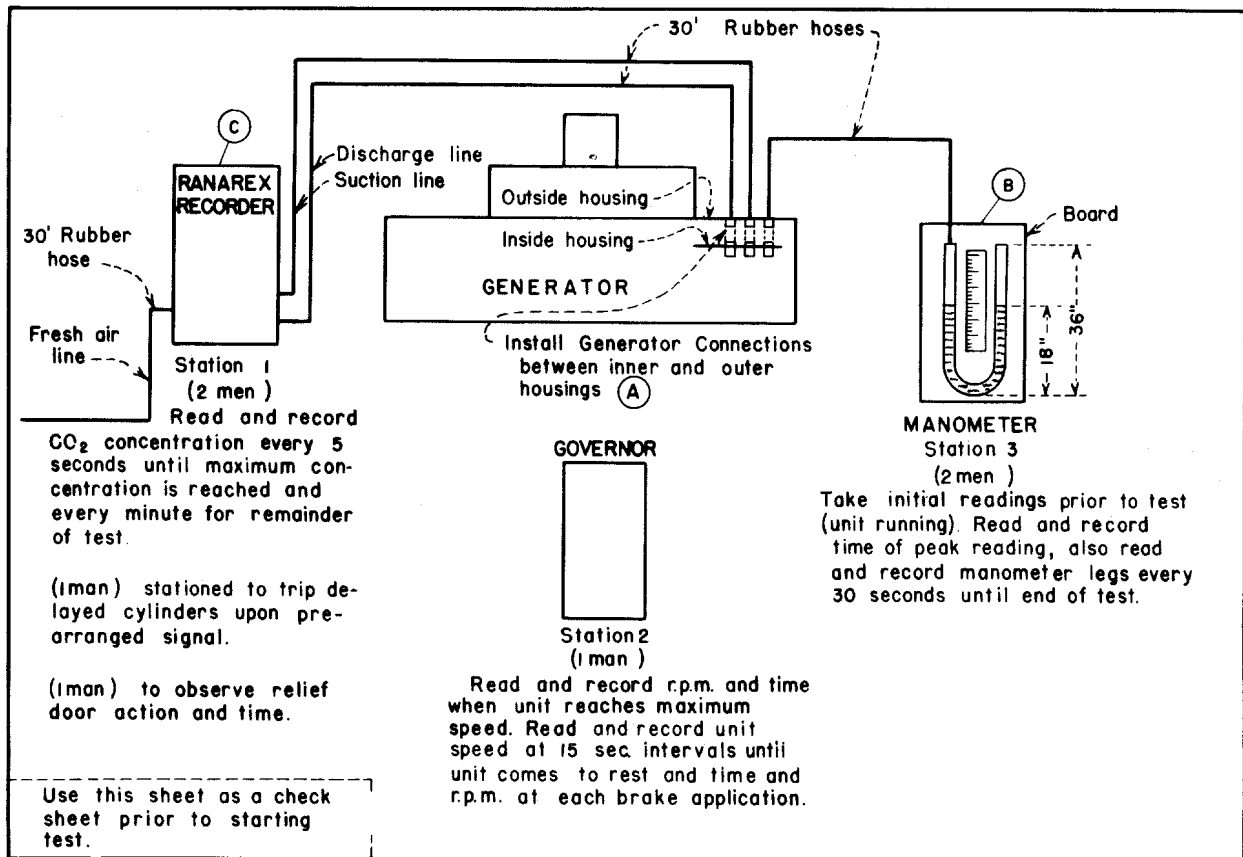 30' Rubber hoses
C
RANAREX
RECORDER
Discharge line
Suction line
30' Rubber
hose
Fresh air
line
Outside housing
Inside housing
GENERATOR
Install Generator Connections
between inner and outer
housings A
B
Board
36"
18"
Station 1
(2 men)
Read and record
CO₂ concentration every 5
seconds until maximum con-
centration is reached and
every minute for remainder
of test.
(1 man) stationed to trip de-
layed cylinders upon pre-
arranged signal.
(1 man) to observe relief
door action and time.
GOVERNOR
Station 2
(1 man)
Read and record r.p.m. and time
when unit reaches maximum
speed. Read and record unit
speed at 15 sec. intervals until
unit comes to rest and time and
r.p.m. at each brake application.
MANOMETER
Station 3
(2 men)
Take initial readings prior to test
(unit running). Read and record
time of peak reading, also read
and record manometer legs every
30 seconds until end of test.
Use this sheet as a check
sheet prior to starting
test.